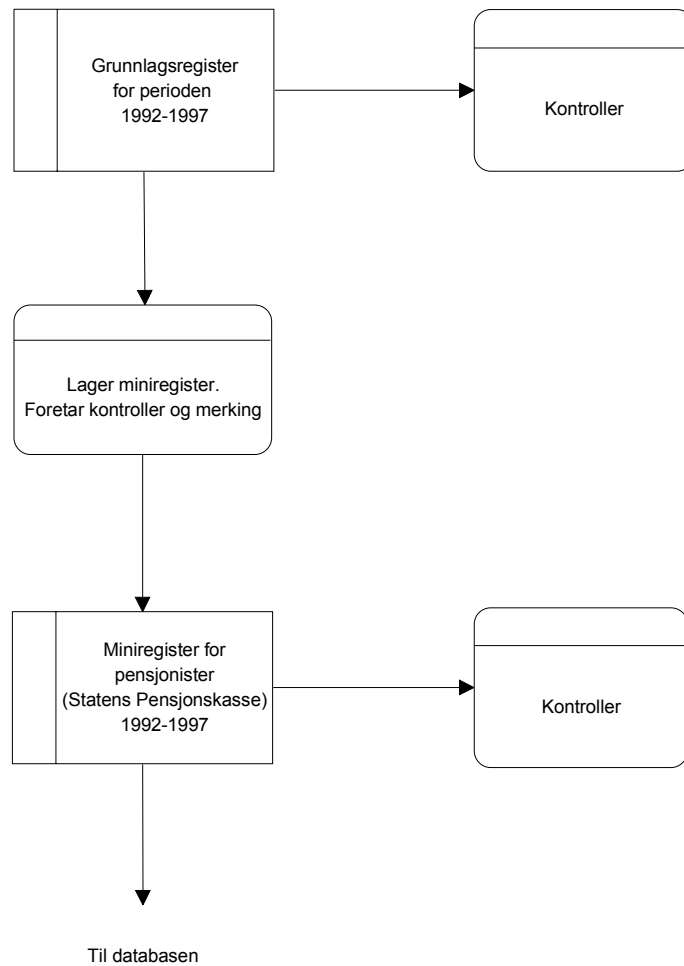 Grunnlagsregister
for perioden
1992-1997
Kontroller
Lager miniregister.
Foretar kontroller og merking
Miniregister for
pensjonister
(Statens Pensjonskasse)
1992-1997
Kontroller
Til databasen